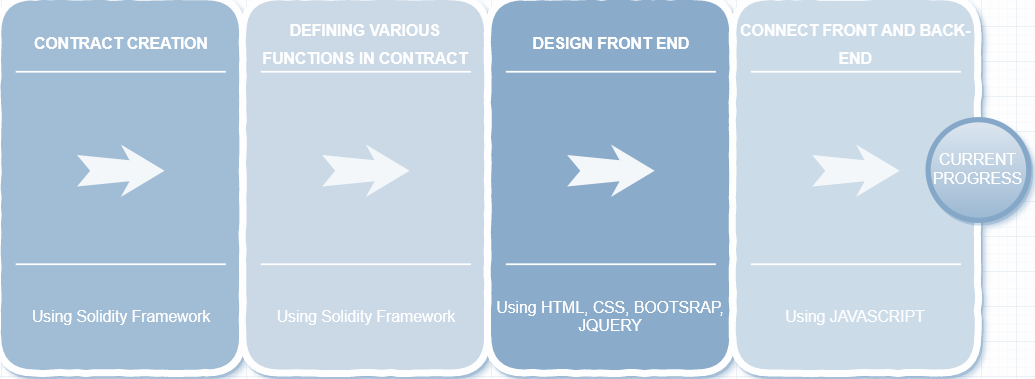 CONTRACT CREATION
Using Solidity Framework
DEFINING VARIOUS
FUNCTIONS IN CONTRACT
Using Solidity Framework
DESIGN FRONT END
Using HTML, CSS, BOOTSRAP,
JQUERY
CONNECT FRONT AND BACK-
END
Using JAVASCRIPT
CURRENT
PROGRESS